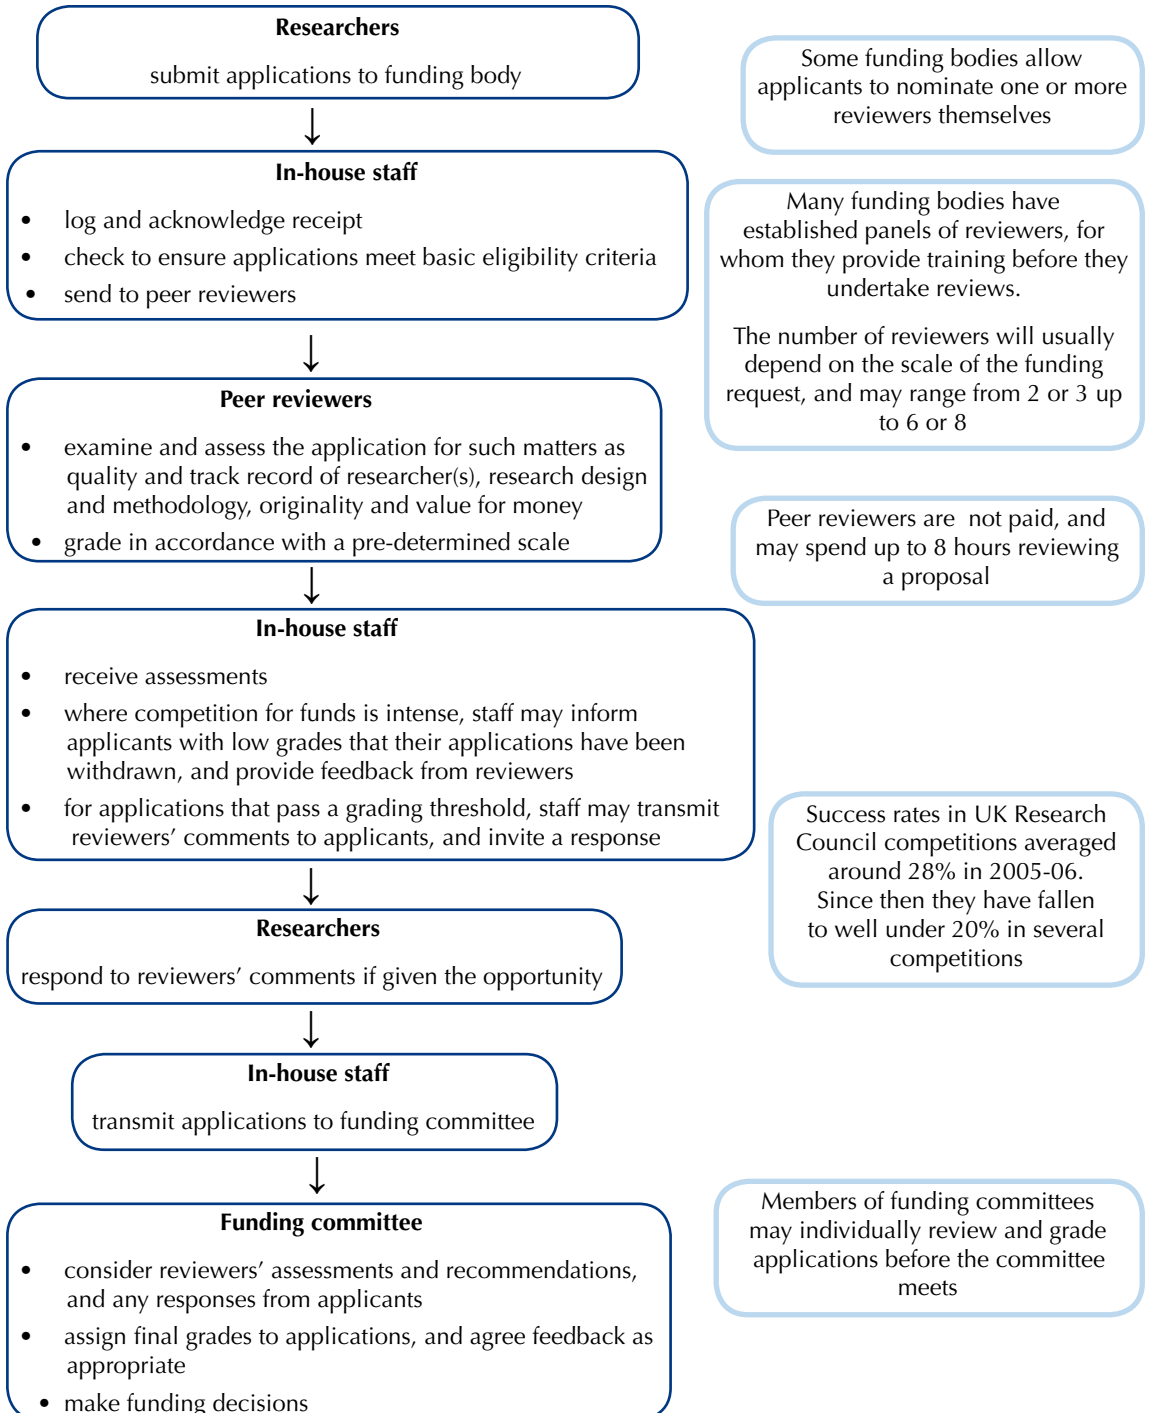 Researchers
submit applications to funding body
Some funding bodies allow
applicants to nominate one or more
reviewers themselves
In-house staff
• log and acknowledge receipt
• check to ensure applications meet basic eligibility criteria
• send to peer reviewers
Many funding bodies have
established panels of reviewers, for
whom they provide training before they
undertake reviews.
The number of reviewers will usually
depend on the scale of the funding
request, and may range from 2 or 3 up
to 6 or 8
Peer reviewers
• examine and assess the application for such matters as
quality and track record of researcher(s), research design
and methodology, originality and value for money
• grade in accordance with a pre-determined scale
Peer reviewers are not paid, and
may spend up to 8 hours reviewing
a proposal
In-house staff
• receive assessments
• where competition for funds is intense, staff may inform
applicants with low grades that their applications have been
withdrawn, and provide feedback from reviewers
• for applications that pass a grading threshold, staff may transmit
reviewers’ comments to applicants, and invite a response
Success rates in UK Research
Council competitions averaged
around 28% in 2005-06.
Since then they have fallen
to well under 20% in several
competitions
Researchers
respond to reviewers’ comments if given the opportunity
In-house staff
transmit applications to funding committee
Funding committee
• consider reviewers’ assessments and recommendations,
and any responses from applicants
• assign final grades to applications, and agree feedback as
appropriate
• make funding decisions
Members of funding committees
may individually review and grade
applications before the committee
meets